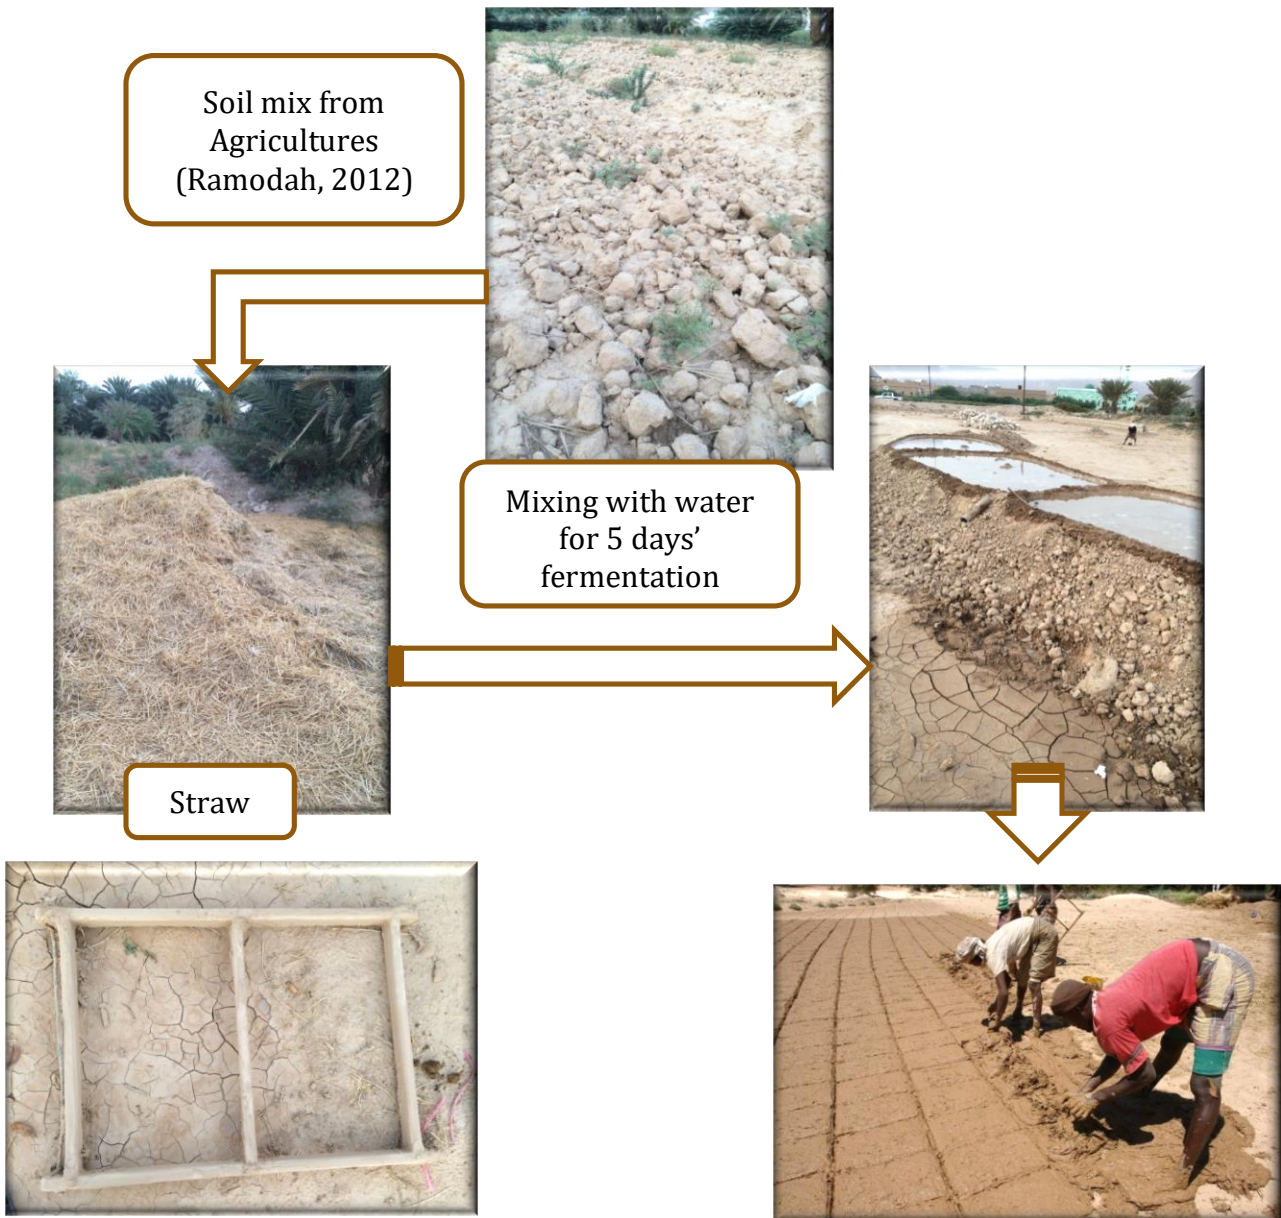 Soil mix from
Agricultures
(Ramodah, 2012)
Mixing with water
for 5 days’
fermentation
Straw